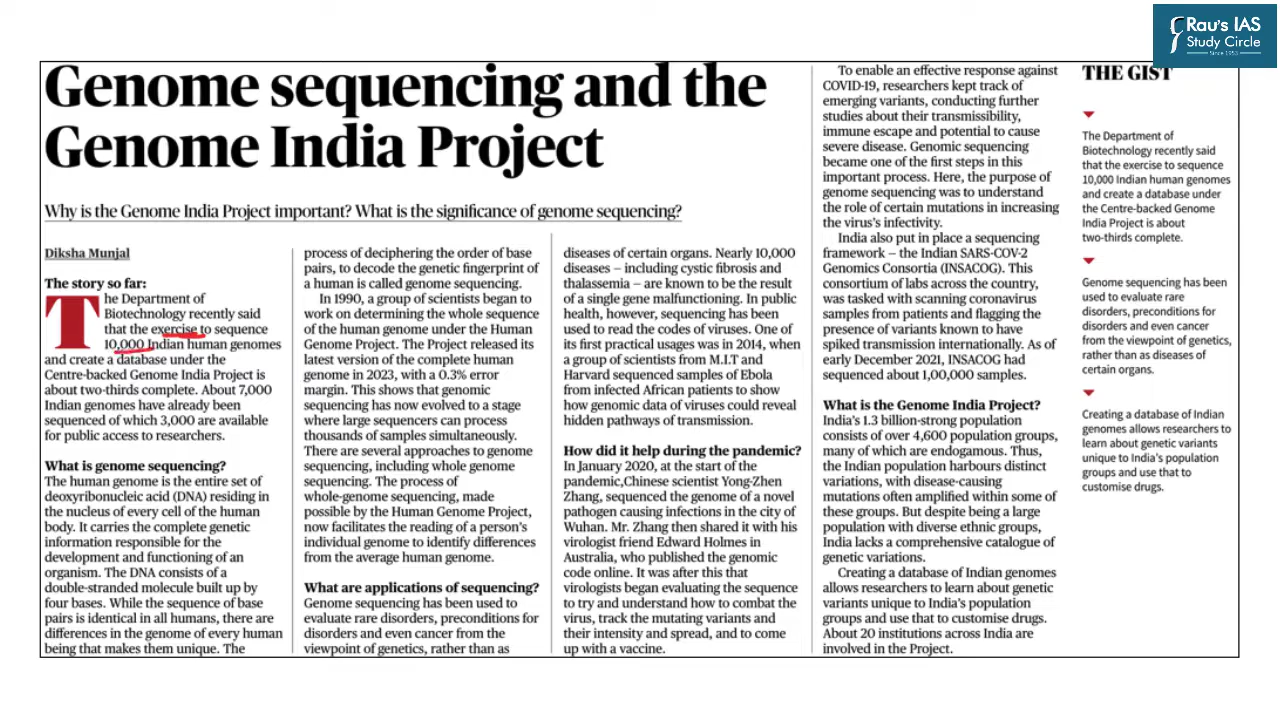 Rau's IAS
Study Circle
Since 1953
Genome sequencing and the
Genome India Project
Why is the Genome India Project important? What is the significance of genome sequencing?
Diksha Munjal
The story so far:
The Department of
Biotechnology recently said
that the exercise to sequence
10,000 Indian human genomes
and create a database under the
Centre-backed Genome India Project is
about two-thirds complete. About 7,000
Indian genomes have already been
sequenced of which 3,000 are available
for public access to researchers.
What is genome sequencing?
The human genome is the entire set of
deoxyribonucleic acid (DNA) residing in
the nucleus of every cell of the human
body. It carries the complete genetic
information responsible for the
development and functioning of an
organism. The DNA consists of a
double-stranded molecule built up by
four bases. While the sequence of base
pairs is identical in all humans, there are
differences in the genome of every human
being that makes them unique. The
process of deciphering the order of base
pairs, to decode the genetic fingerprint of
a human is called genome sequencing.
In 1990, a group of scientists began to
work on determining the whole sequence
of the human genome under the Human
Genome Project. The Project released its
latest version of the complete human
genome in 2023, with a 0.3% error
margin. This shows that genomic
sequencing has now evolved to a stage
where large sequencers can process
thousands of samples simultaneously.
There are several approaches to genome
sequencing, including whole genome
sequencing. The process of
whole-genome sequencing, made
possible by the Human Genome Project,
now facilitates the reading of a person's
individual genome to identify differences
from the average human genome.
What are applications of sequencing?
Genome sequencing has been used to
evaluate rare disorders, preconditions for
disorders and even cancer from the
viewpoint of genetics, rather than as
diseases of certain organs. Nearly 10,000
diseases – including cystic fibrosis and
thalassemia – are known to be the result
of a single gene malfunctioning. In public
health, however, sequencing has been
used to read the codes of viruses. One of
its first practical usages was in 2014, when
a group of scientists from M.I.T and
Harvard sequenced samples of Ebola
from infected African patients to show
how genomic data of viruses could reveal
hidden pathways of transmission.
How did it help during the pandemic?
In January 2020, at the start of the
pandemic,Chinese scientist Yong-Zhen
Zhang, sequenced the genome of a novel
pathogen causing infections in the city of
Wuhan. Mr. Zhang then shared it with his
virologist friend Edward Holmes in
Australia, who published the genomic
code online. It was after this that
virologists began evaluating the sequence
to try and understand how to combat the
virus, track the mutating variants and
their intensity and spread, and to come
up with a vaccine.
To enable an effective response against
COVID-19, researchers kept track of
emerging variants, conducting further
studies about their transmissibility,
immune escape and potential to cause
severe disease. Genomic sequencing
became one of the first steps in this
important process. Here, the purpose of
genome sequencing was to understand
the role of certain mutations in increasing
the virus's infectivity.
India also put in place a sequencing
framework – the Indian SARS-COV-2
Genomics Consortia (INSACOG). This
consortium of labs across the country,
was tasked with scanning coronavirus
samples from patients and flagging the
presence of variants known to have
spiked transmission internationally. As of
early December 2021, INSACOG had
sequenced about 1,00,000 samples.
What is the Genome India Project?
India's 1.3 billion-strong population
consists of over 4,600 population groups,
many of which are endogamous. Thus,
the Indian population harbours distinct
variations, with disease-causing
mutations often amplified within some of
these groups. But despite being a large
population with diverse ethnic groups,
India lacks a comprehensive catalogue of
genetic variations.
Creating a database of Indian genomes
allows researchers to learn about genetic
variants unique to India's population
groups and use that to customise drugs.
About 20 institutions across India are
involved in the Project.
THE GIST
The Department of
Biotechnology recently said
that the exercise to sequence
10,000 Indian human genomes
and create a database under
the Centre-backed Genome
India Project is about
two-thirds complete.
Genome sequencing has been
used to evaluate rare
disorders, preconditions for
disorders and even cancer
from the viewpoint of genetics,
rather than as diseases of
certain organs.
Creating a database of Indian
genomes allows researchers to
learn about genetic variants
unique to India's population
groups and use that to
customise drugs.